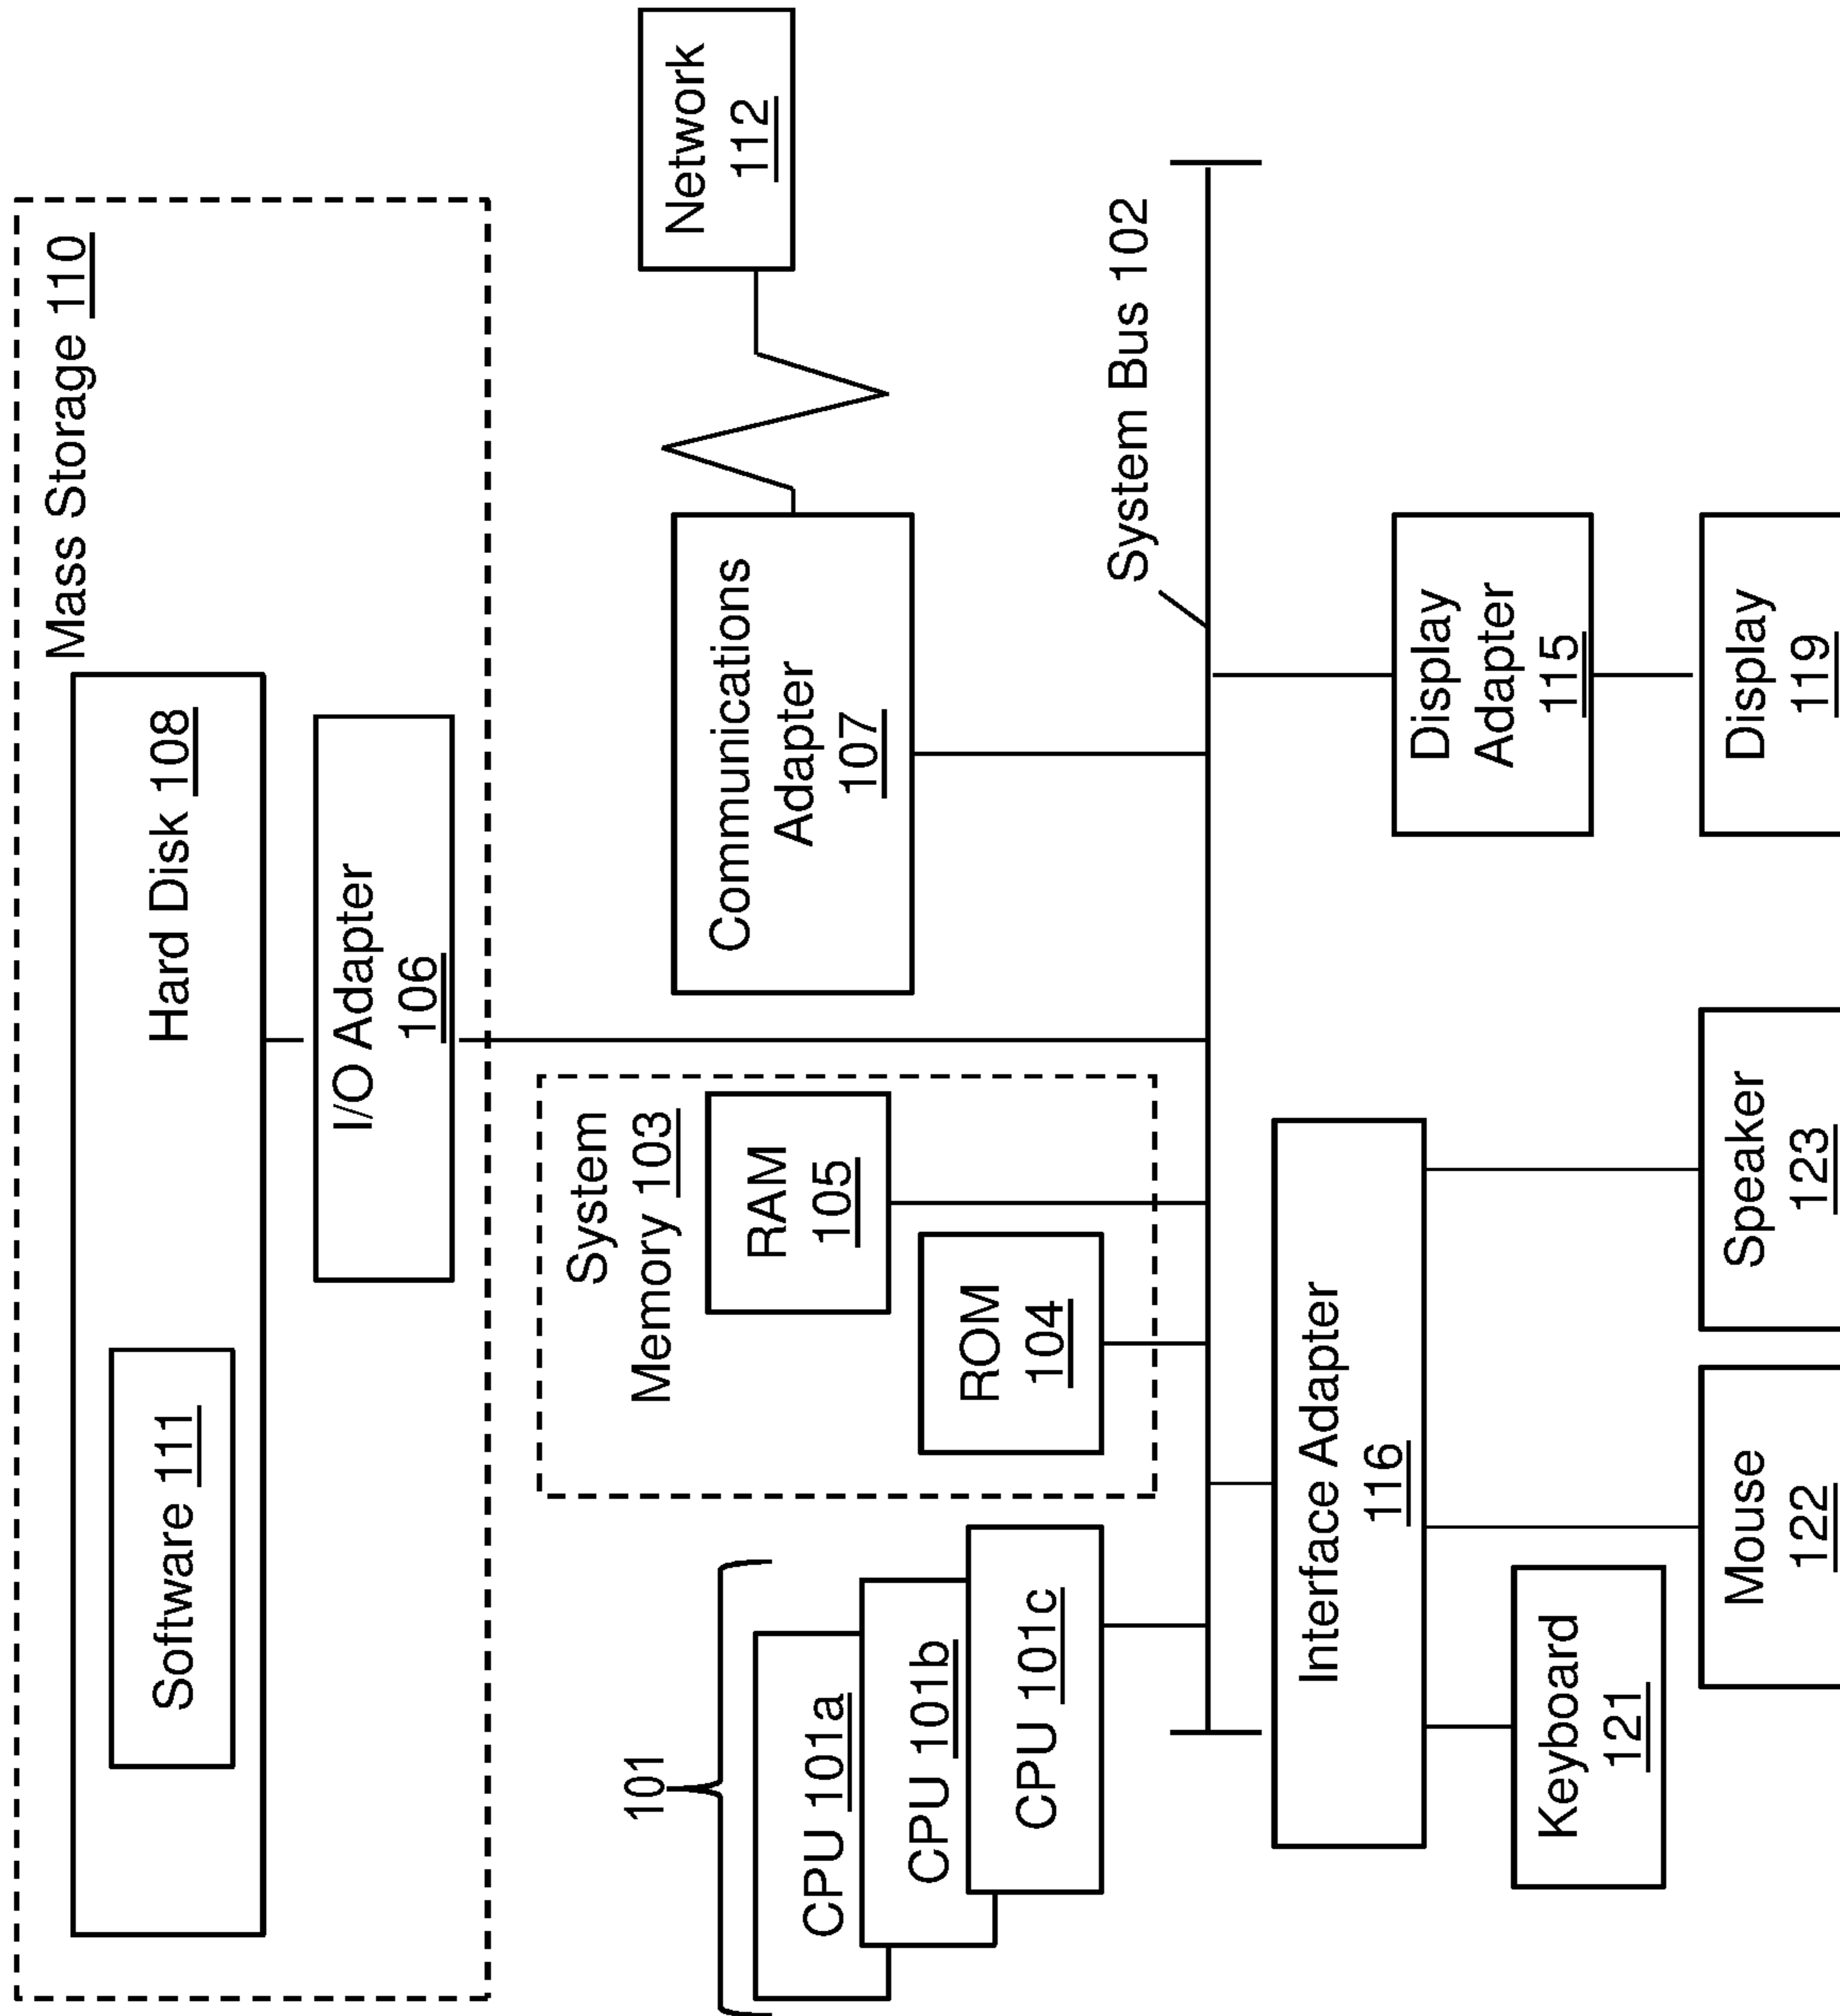 Mass Storage 110
Hard Disk 108
Software 111
I/O Adapter
106
101
CPU 101a
CPU 101b
CPU 101c
System
Memory 103
RAM
105
ROM
104
Communications
Adapter
107
Network
112
System Bus 102
Interface Adapter
116
Display
Adapter
115
Keyboard
121
Mouse
122
Speaker
123
Display
119